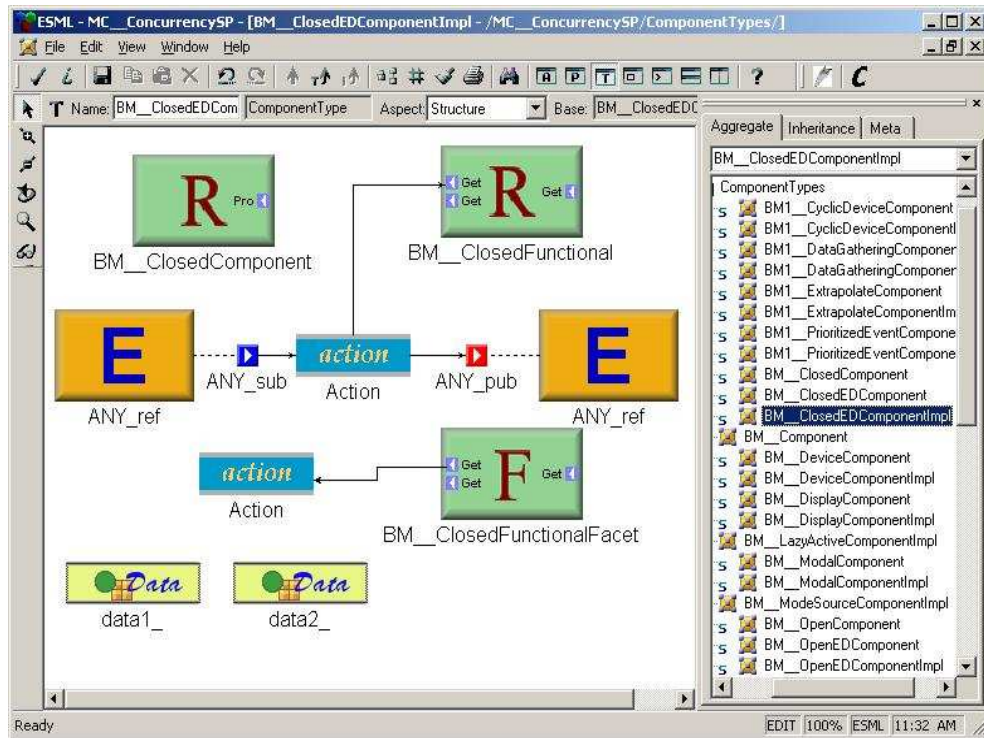 ESML - MC__ConcurrencySP - [BM__ClosedEDComponentImpl - /MC__ConcurrencySP/ComponentTypes/]
File Edit View Window Help
Name: BM__ClosedEDCom ComponentType Aspect: Structure Base: BM__ClosedEDC
Aggregate Inheritance Meta
BM__ClosedEDComponentImpl
ComponentTypes
BM1__CyclicDeviceComponent
BM1__CyclicDeviceComponentI
BM1__DataGatheringComponer
BM1__DataGatheringComponer
BM1__ExtrapolateComponent
BM1__ExtrapolateComponentIm
BM1__PrioritizedEventCompone
BM1__PrioritizedEventCompone
BM__ClosedComponent
BM__ClosedEDComponent
BM__ClosedEDComponentImpl
BM__Component
BM__DeviceComponent
BM__DeviceComponentImpl
BM__DisplayComponent
BM__DisplayComponentImpl
BM__LazyActiveComponentImpl
BM__ModalComponent
BM__ModalComponentImpl
BM__ModeSourceComponentImpl
BM__OpenComponent
BM__OpenEDComponent
BM__OpenEDComponentImpl
R Pro
BM__ClosedComponent
Get Get R Get
BM__ClosedFunctional
E
ANY_ref
ANY_sub
action
Action
ANY_pub
E
ANY_ref
action
Action
Get Get F Get
BM__ClosedFunctionalFacet
Data
data1_
Data
data2_
Ready EDIT 100% ESML 11:32 AM